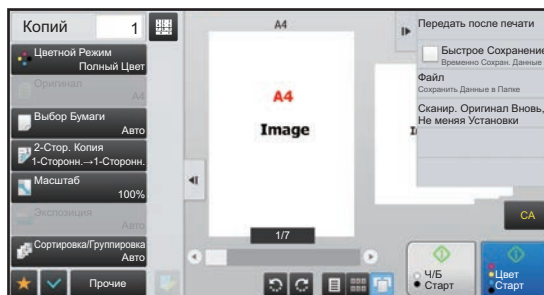 Копий 1
Цветной Режим
Полный Цвет
Оригинал
A4
Выбор Бумаги
Авто
2-Стор. Копия
1-Сторонн.→1-Сторонн.
Масштаб
100%
Экспозиция
Авто
Сортировка/Группировка
Авто
Прочие
A4
A4
Image
1/7
Передать после печати
Быстрое Сохранение
Временно Сохран. Данные
Файл
Сохранить Данные в Папке
Сканир. Оригинал Вновь,
Не меняя Установки
CA
Ч/Б
Старт
Цвет
Старт